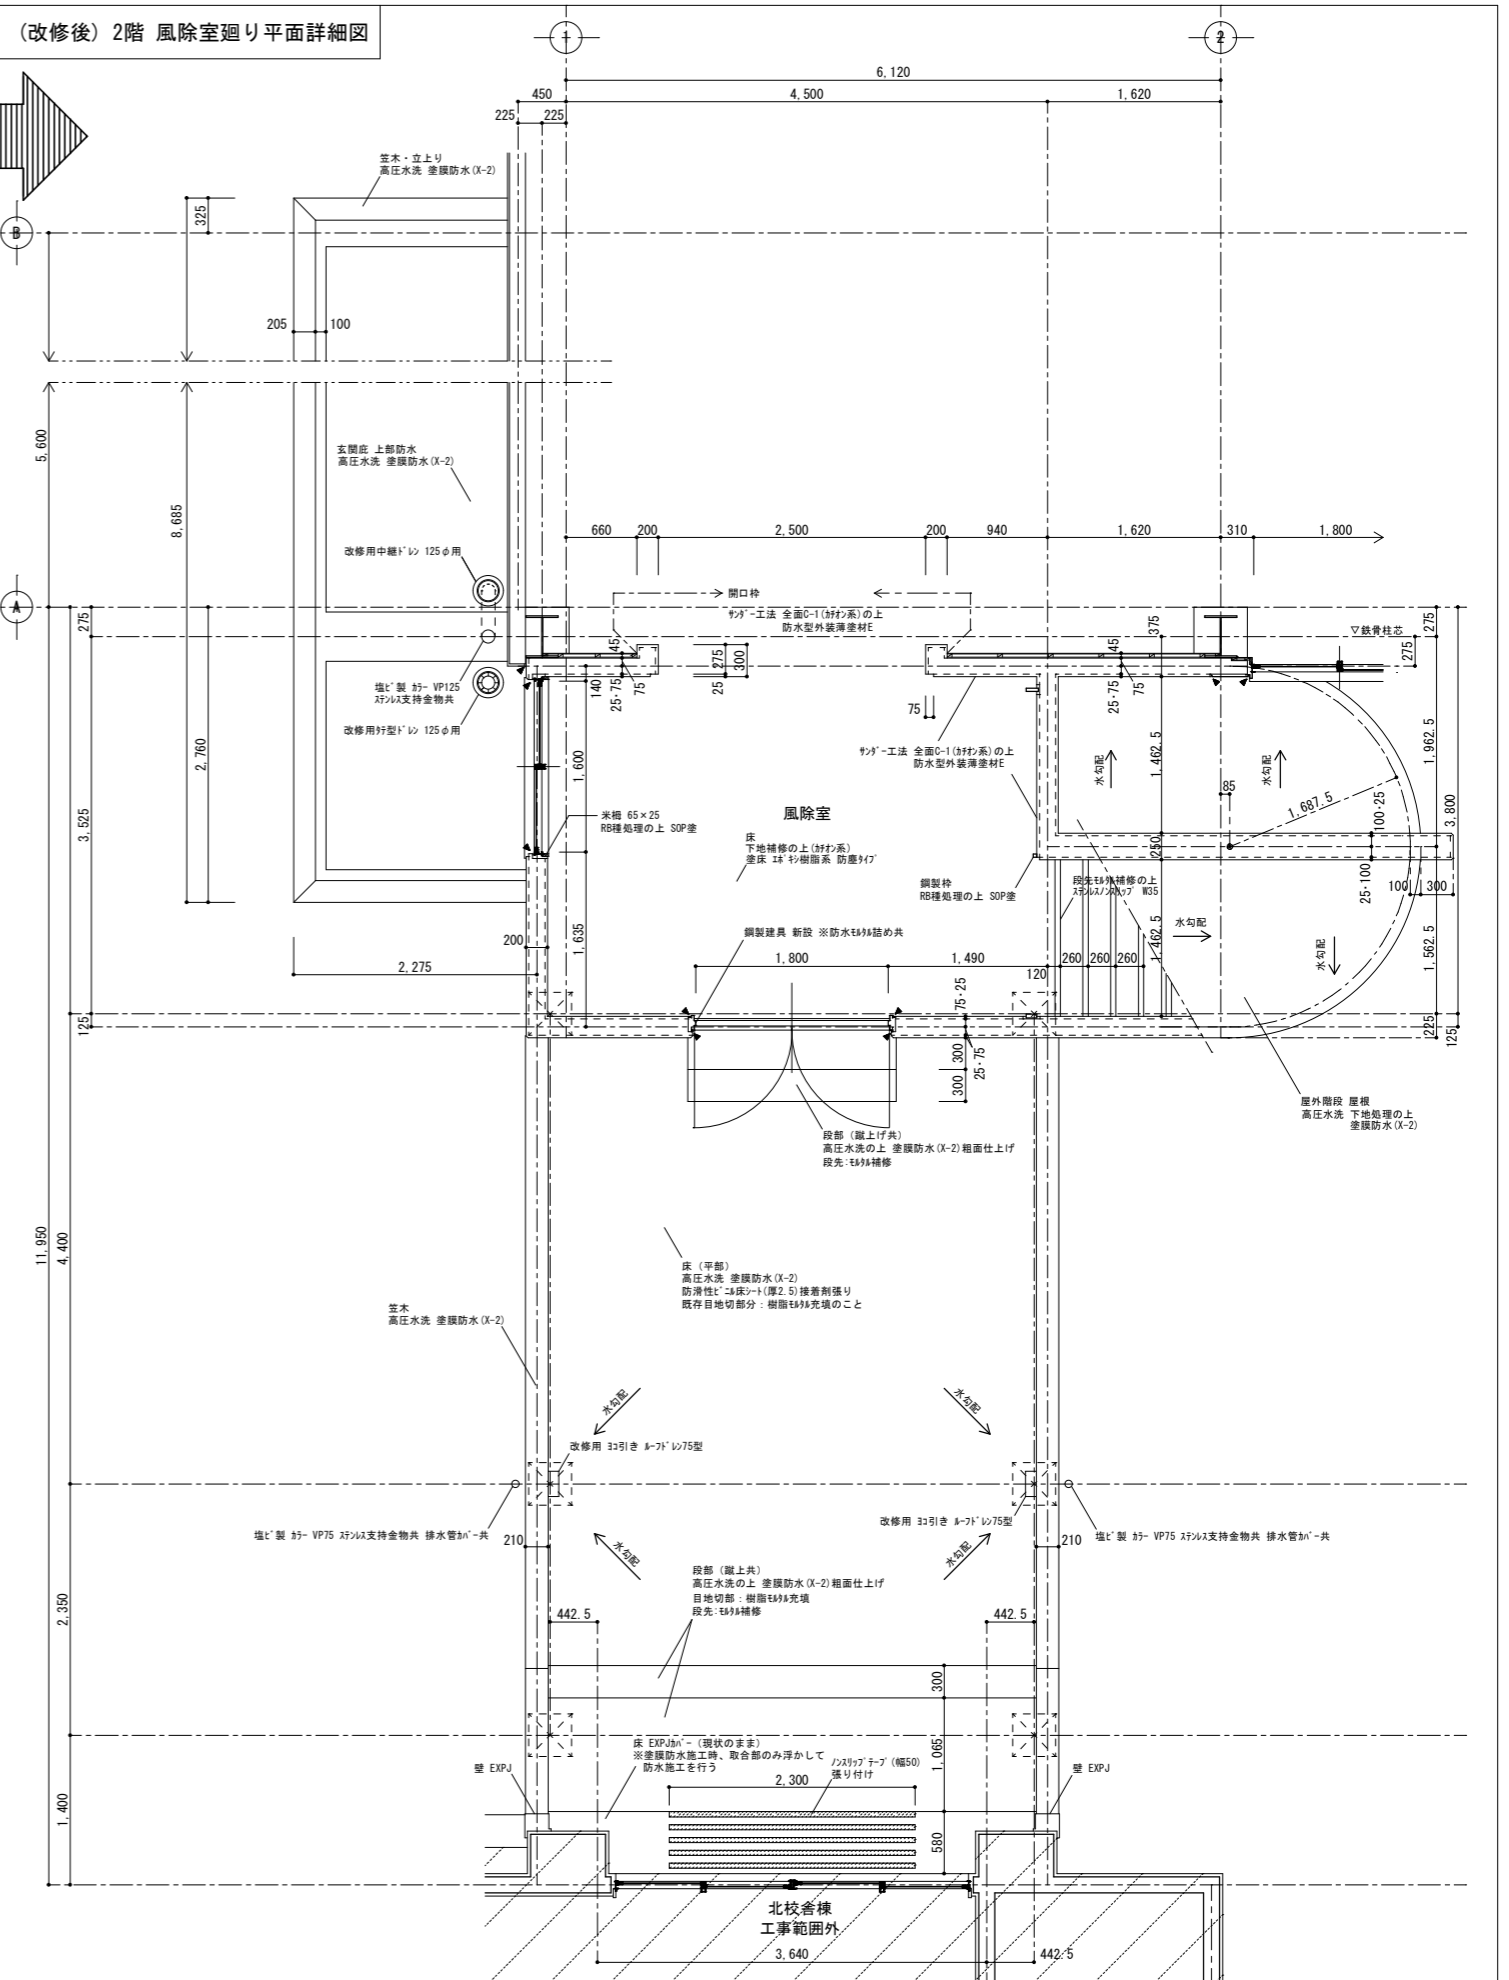 (改修後) 2階 風除室廻り平面詳細図
1
2
6,120
450
4,500
1,620
225
225
笠木・立上り
高圧水洗 塗膜防水(X-2)
325
B
205
100
5,600
8,685
玄関庇 上部防水
高圧水洗 塗膜防水(X-2)
660
200
2,500
200
940
1,620
310
1,800
改修用中継ドレン 125φ用
開口枠
A
サンダー工法 全面C-1(カチオン系)の上
防水型外装薄塗材E
275
375
275
▽鉄骨柱芯
275
45
275
300
45
塩ビ製 カラー VP125
ステンレス支持金物共
140
25・75
75
25
25・75
75
75
改修用タテ型ドレン 125φ用
2,760
1,600
サンダー工法 全面C-1(カチオン系)の上
防水型外装薄塗材E
水勾配
1,462.5
水勾配
1,962.5
85
1,687.5
3,525
米栂 65×25
RB種処理の上 SOP塗
風除室
100・25
3,800
床
下地補修の上(カチオン系)
塗床 エポキシ樹脂系 防塵タイプ
250
鋼製枠
RB種処理の上 SOP塗
段先モルタル補修の上
ステンレスノンスリップ W35
25・100
100
300
鋼製建具 新設 ※防水モルタル詰め共
水勾配
200
1,635
1,462.5
1,562.5
2,275
1,800
1,490
260
260
260
水勾配
120
75・25
125
225
125
300
25・75
300
屋外階段 屋根
高圧水洗 下地処理の上
塗膜防水(X-2)
段部 (蹴上げ共)
高圧水洗の上 塗膜防水(X-2)粗面仕上げ
段先:モルタル補修
11,950
4,400
床 (平部)
高圧水洗 塗膜防水(X-2)
防滑性ビニル床シート(厚2.5)接着剤張り
既存目地切部分：樹脂モルタル充填のこと
笠木
高圧水洗 塗膜防水(X-2)
水勾配
水勾配
改修用 ヨコ引き ルーフドレン75型
改修用 ヨコ引き ルーフドレン75型
塩ビ製 カラー VP75 ステンレス支持金物共 排水管カバー共
210
210
塩ビ製 カラー VP75 ステンレス支持金物共 排水管カバー共
水勾配
水勾配
段部 (蹴上共)
高圧水洗の上 塗膜防水(X-2)粗面仕上げ
目地切部：樹脂モルタル充填
段先:モルタル補修
2,350
442.5
442.5
300
床 EXPJカバー (現状のまま)
※塗膜防水施工時、取合部のみ浮かして
防水施工を行う
1,065
ノンスリップテープ(幅50)
張り付け
壁 EXPJ
2,300
壁 EXPJ
1,400
580
北校舎棟
工事範囲外
3,640
442.5